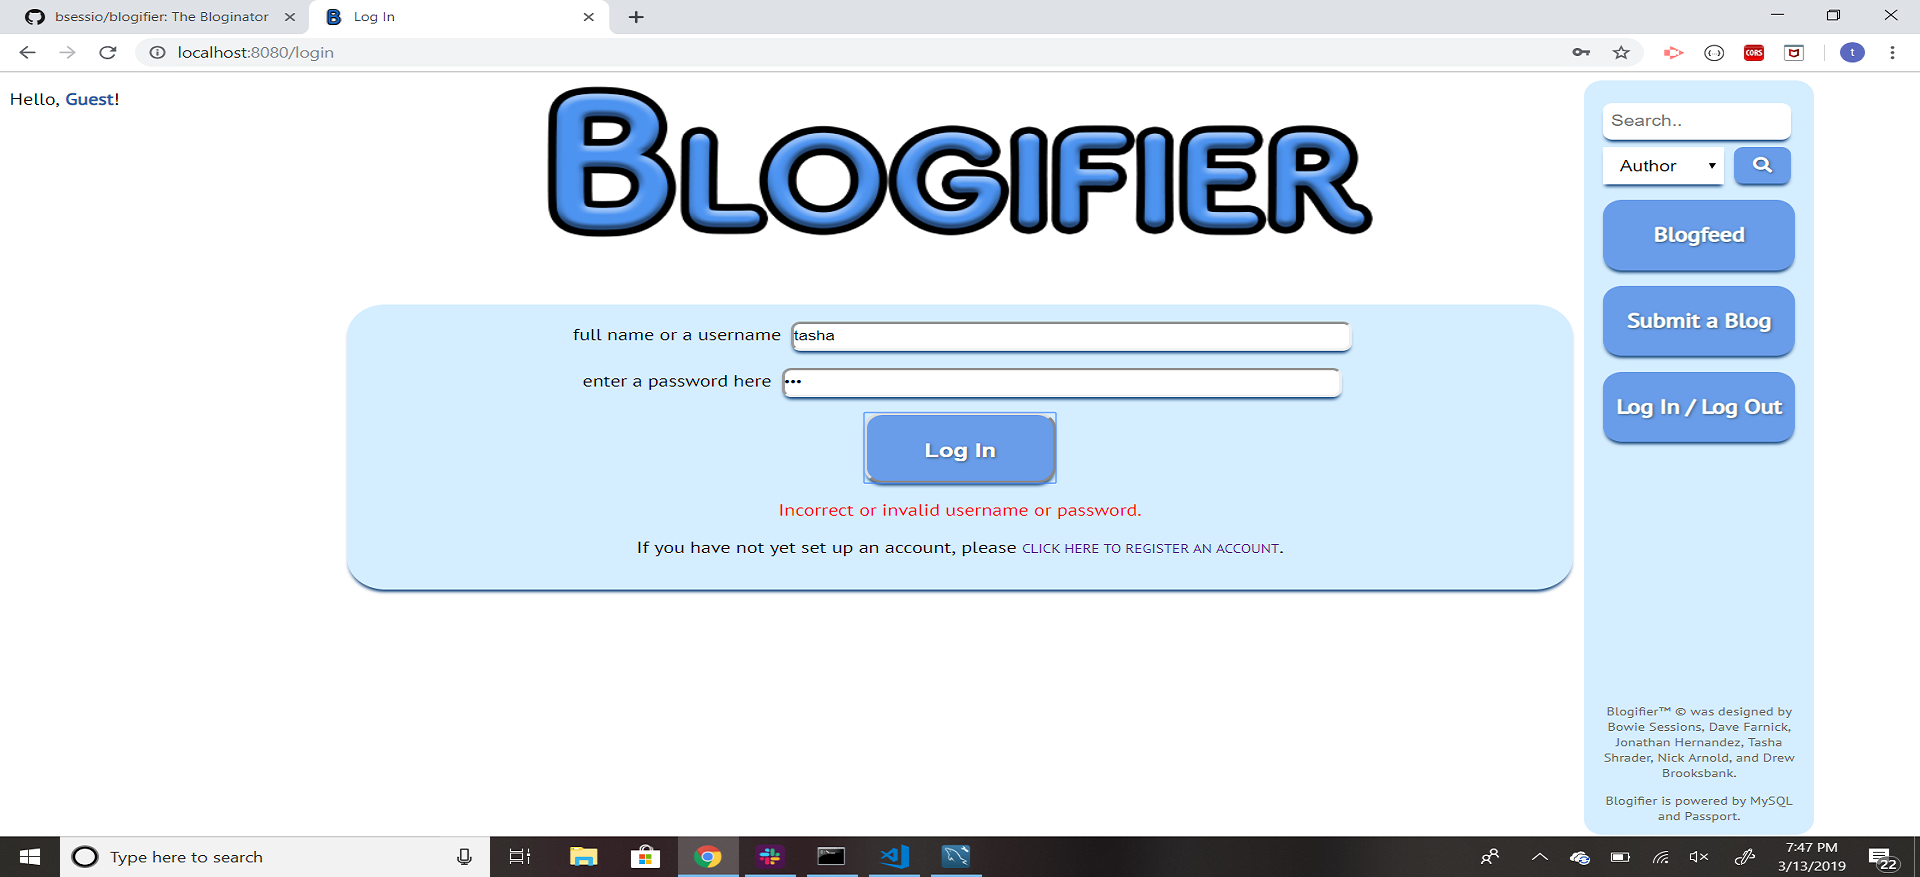 bsessio/blogifier: The Bloginator
Log In
localhost:8080/login
CORS
t
Hello, Guest!
BLOGIFIER
Search..
Author
Blogfeed
Submit a Blog
Log In / Log Out
full name or a username tasha
enter a password here •••
Log In
Incorrect or invalid username or password.
If you have not yet set up an account, please CLICK HERE TO REGISTER AN ACCOUNT.
Blogifier™ © was designed by
Bowie Sessions, Dave Farnick,
Jonathan Hernandez, Tasha
Shrader, Nick Arnold, and Drew
Brooksbank.
Blogifier is powered by MySQL
and Passport.
Type here to search
7:47 PM
3/13/2019
22